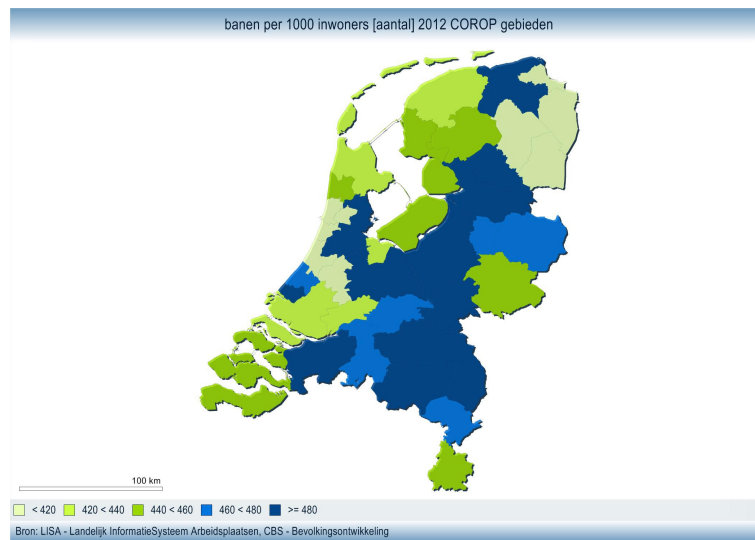 banen per 1000 inwoners [aantal] 2012 COROP gebieden
100 km
< 420 420 < 440 440 < 460 460 < 480 >= 480
Bron: LISA - Landelijk InformatieSysteem Arbeidsplaatsen, CBS - Bevolkingsontwikkeling